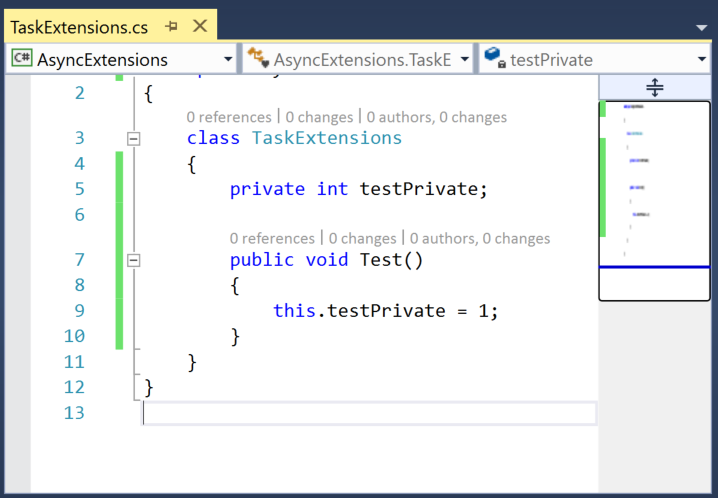 TaskExtensions.cs
C# AsyncExtensions AsyncExtensions.TaskE testPrivate
2 {
0 references | 0 changes | 0 authors, 0 changes
3 class TaskExtensions
4 {
5 private int testPrivate;
6
0 references | 0 changes | 0 authors, 0 changes
7 public void Test()
8 {
9 this.testPrivate = 1;
10 }
11 }
12 }
13